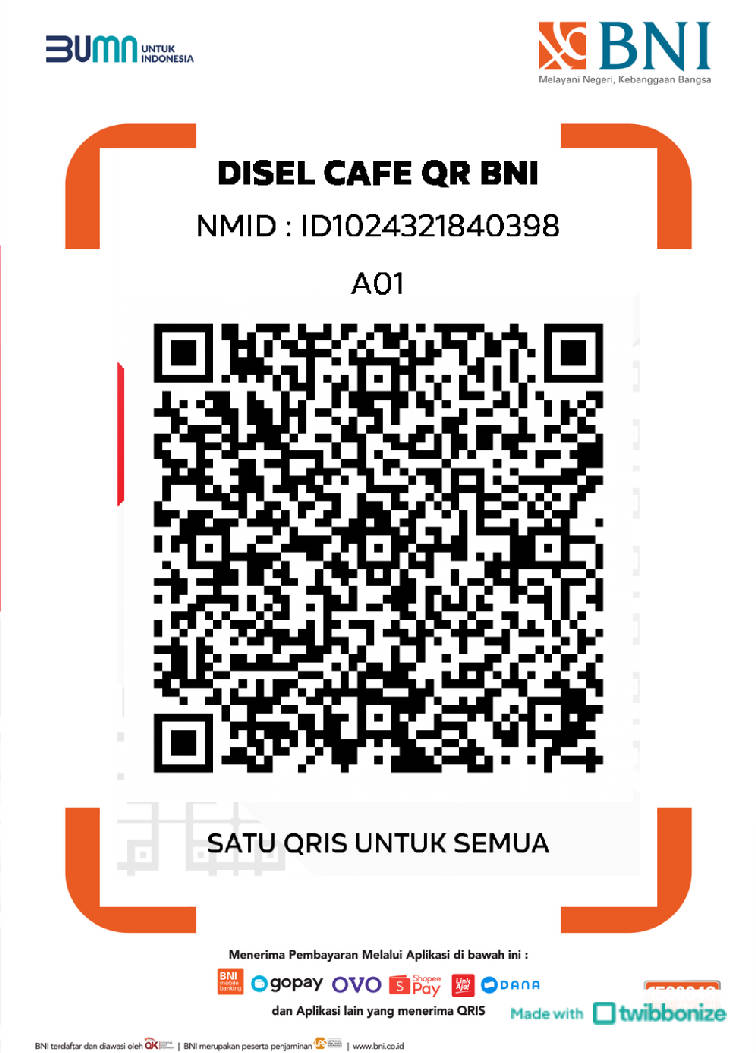 BUMN UNTUK INDONESIA
BNI
Melayani Negeri, Kebanggaan Bangsa
DISEL CAFE QR BNI
NMID : ID1024321840398
A01
SATU QRIS UNTUK SEMUA
Menerima Pembayaran Melalui Aplikasi di bawah ini :
BNI mobile banking gopay OVO Shopee Pay LinkAja! DANA
dan Aplikasi lain yang menerima QRIS
Made with twibbonize
BNI terdaftar dan diawasi oleh OJK | BNI merupakan peserta penjaminan LPS | www.bni.co.id